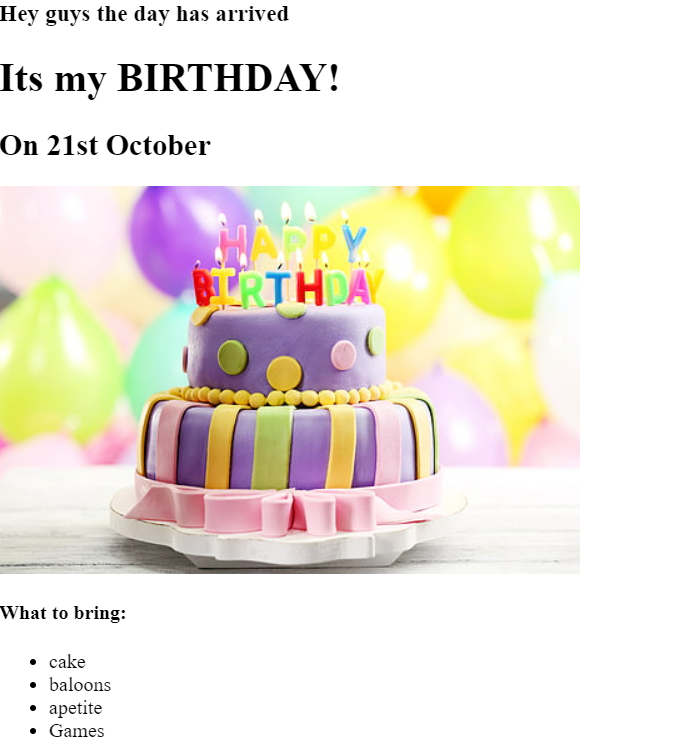 Hey guys the day has arrived
Its my BIRTHDAY!
On 21st October
HAPPY
BIRTHDAY
What to bring:
cake
baloons
apetite
Games